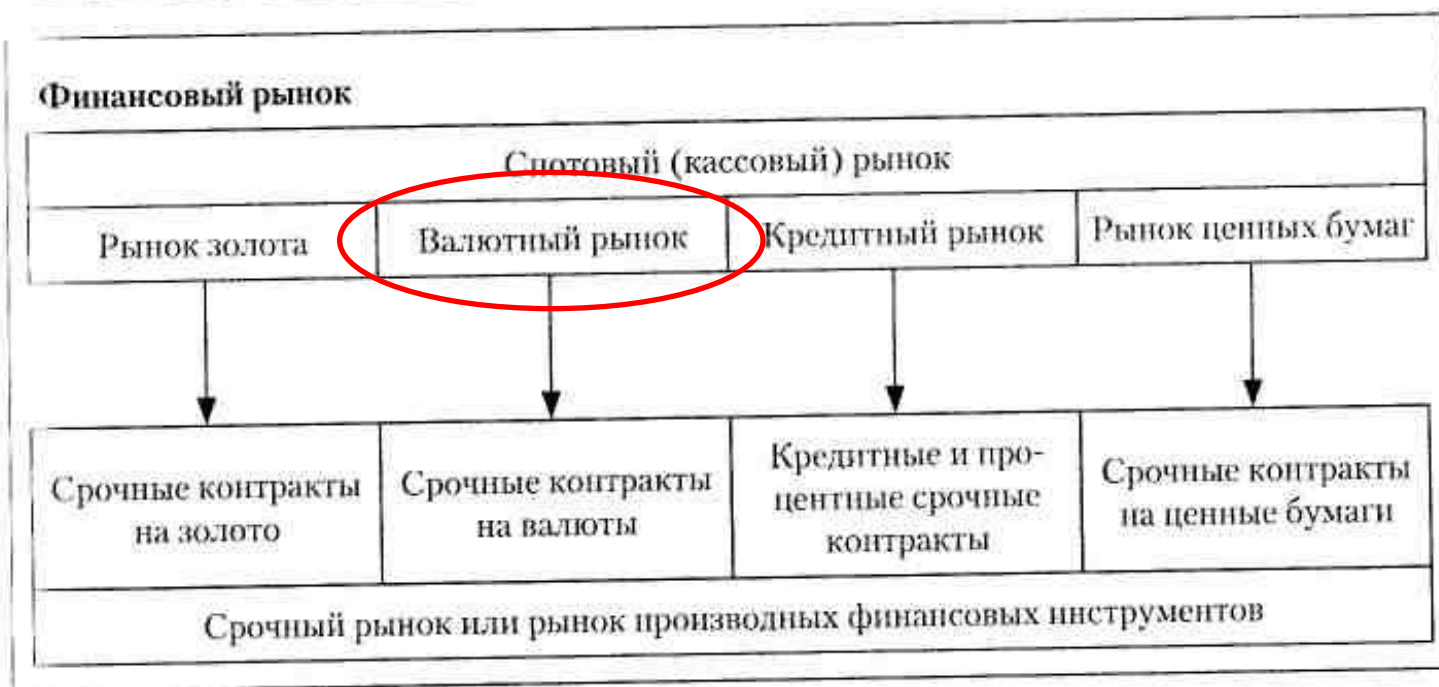 Финансовый рынок
Спотовый (кассовый) рынок
Рынок золота
Валютный рынок
Кредитный рынок
Рынок ценных бумаг
Срочные контракты
на золото
Срочные контракты
на валюты
Кредитные и про-
центные срочные
контракты
Срочные контракты
на ценные бумаги
Срочный рынок или рынок производных финансовых инструментов